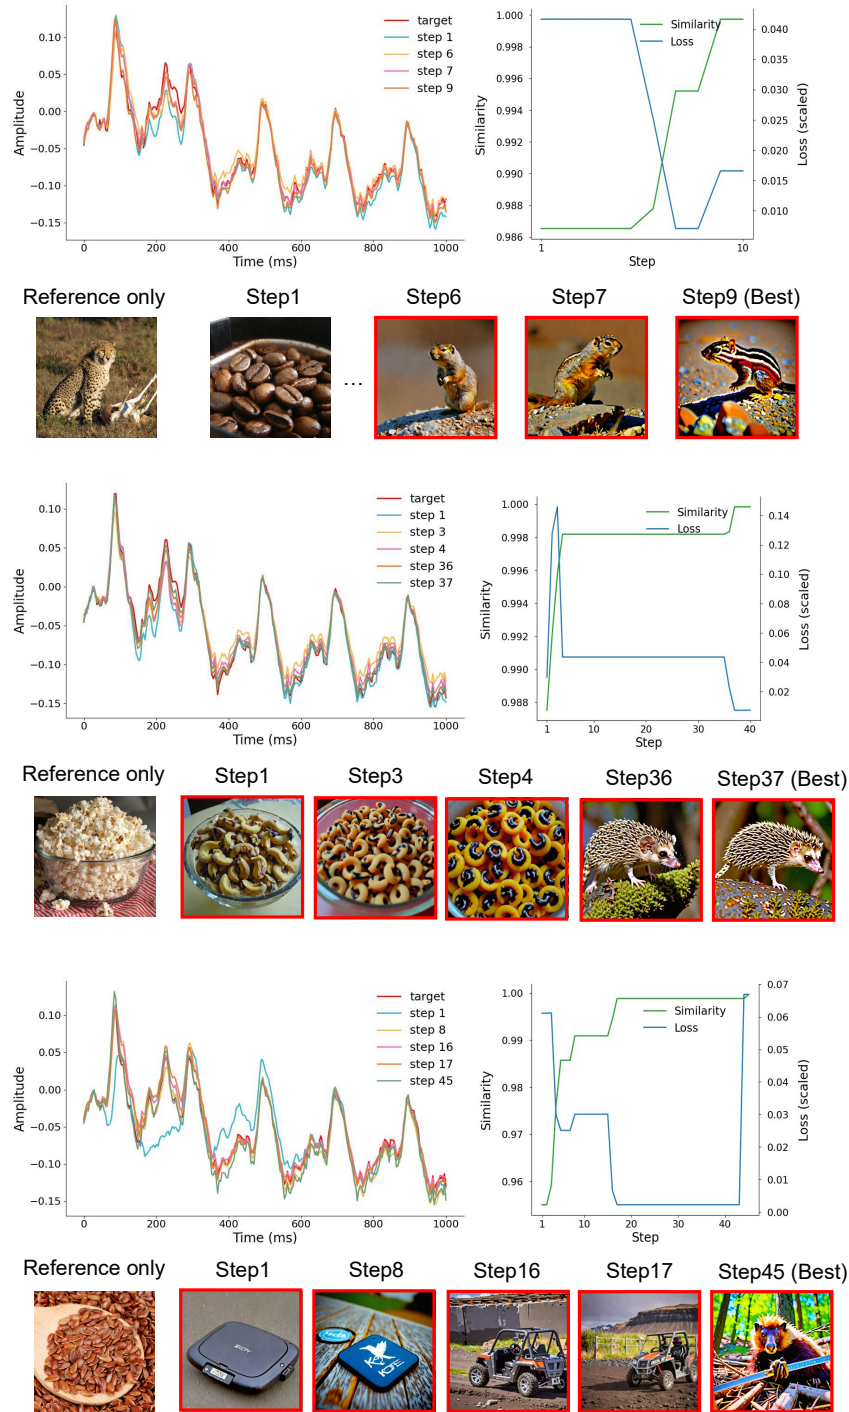 target
step 1
step 6
step 7
step 9
0.10
0.05
0.00
−0.05
−0.10
−0.15
Amplitude
0 200 400 600 800 1000
Time (ms)
Similarity
Loss
1.000
0.998
0.996
0.994
0.992
0.990
0.988
0.986
Similarity
0.040
0.030
0.020
0.015
0.010
Loss (scaled)
1 10
Step
Reference only Step1 Step6 Step7 Step9 (Best)
...
target
step 1
step 3
step 4
step 36
step 37
0.10
0.05
0.00
−0.05
−0.10
−0.15
Amplitude
0 200 400 600 800 1000
Time (ms)
Similarity
Loss
1.000
0.998
0.996
0.994
0.992
0.990
0.988
Similarity
0.14
0.12
0.10
0.08
0.06
0.04
0.02
Loss (scaled)
1 10 20 30 40
Step
Reference only Step1 Step3 Step4 Step36 Step37 (Best)
target
step 1
step 8
step 16
step 17
step 45
0.10
0.05
0.00
−0.05
−0.10
−0.15
Amplitude
0 200 400 600 800 1000
Time (ms)
Similarity
Loss
1.00
0.99
0.98
0.97
0.96
Similarity
0.07
0.06
0.05
0.04
0.03
0.02
0.01
0.00
Loss (scaled)
1 10 20 30 40
Step
Reference only Step1 Step8 Step16 Step17 Step45 (Best)